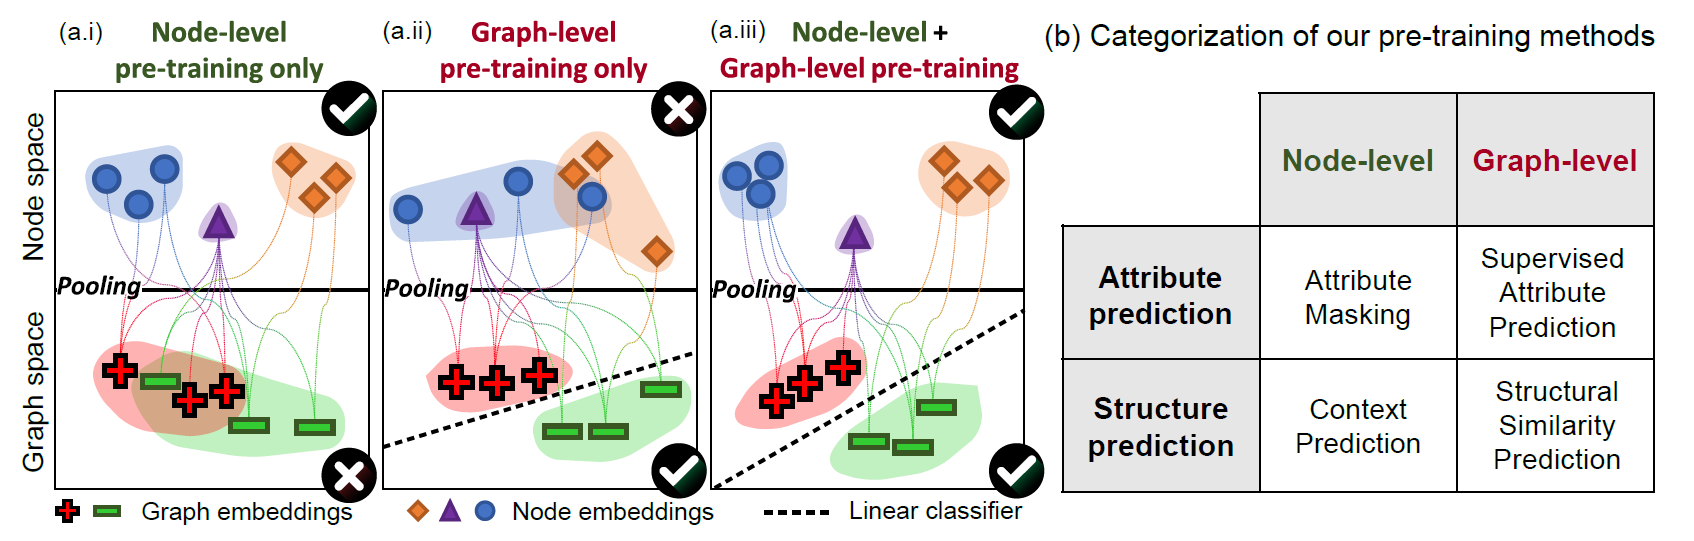 (a.i) Node-level
pre-training only
(a.ii) Graph-level
pre-training only
(a.iii) Node-level +
Graph-level pre-training
Node space
Graph space
Pooling
Pooling
Pooling
Graph embeddings
Node embeddings
Linear classifier
(b) Categorization of our pre-training methods
Node-level
Graph-level
Attribute
prediction
Attribute
Masking
Supervised
Attribute
Prediction
Structure
prediction
Context
Prediction
Structural
Similarity
Prediction